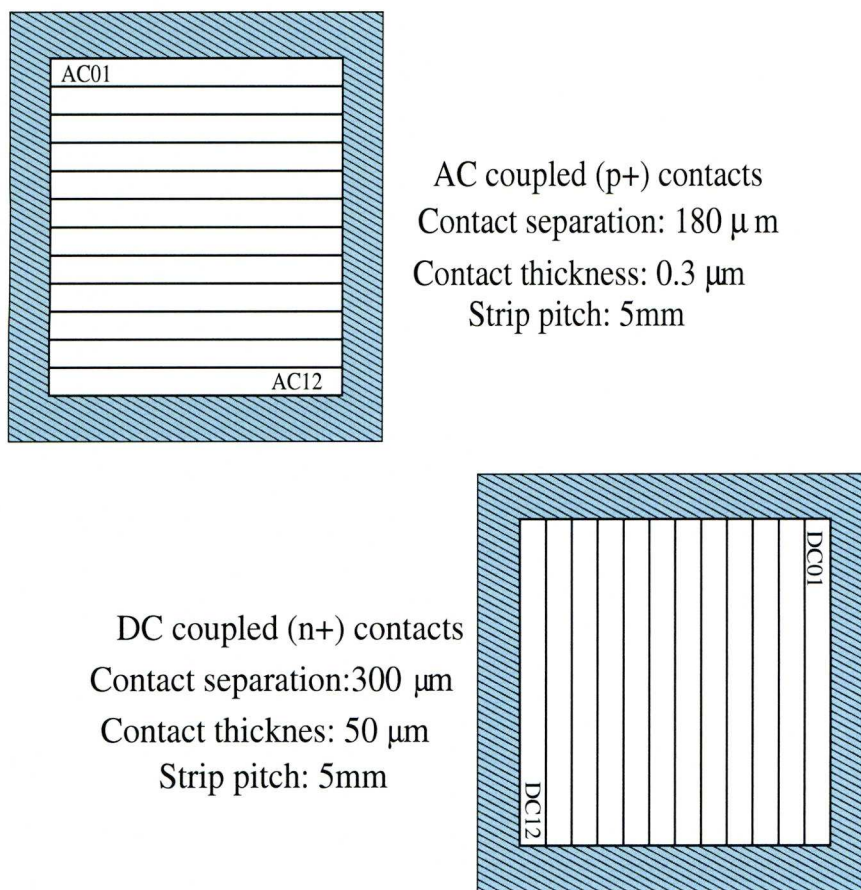 AC01
AC coupled (p+) contacts
Contact separation: 180 μ m
Contact thickness: 0.3 μm
Strip pitch: 5mm
AC12
DC01
DC coupled (n+) contacts
Contact separation:300 μm
Contact thicknes: 50 μm
Strip pitch: 5mm
DC12